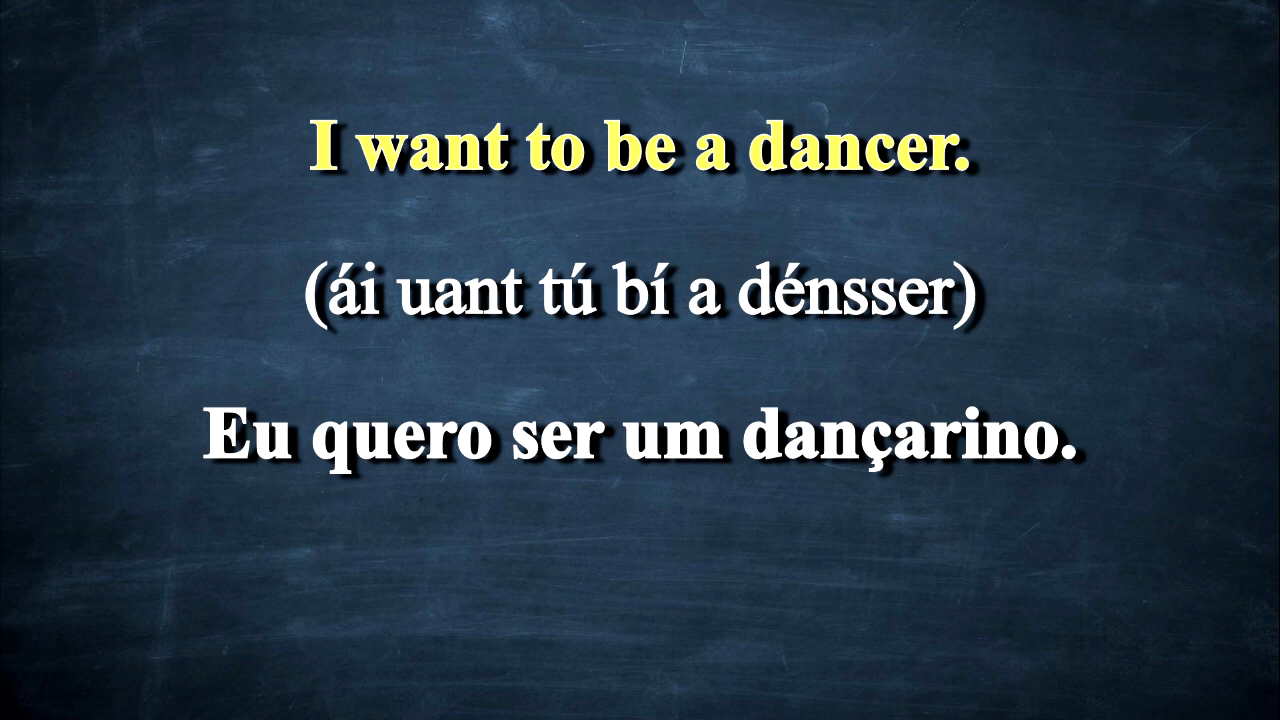 I want to be a dancer.
(ái uant tú bí a dénsser)
Eu quero ser um dançarino.